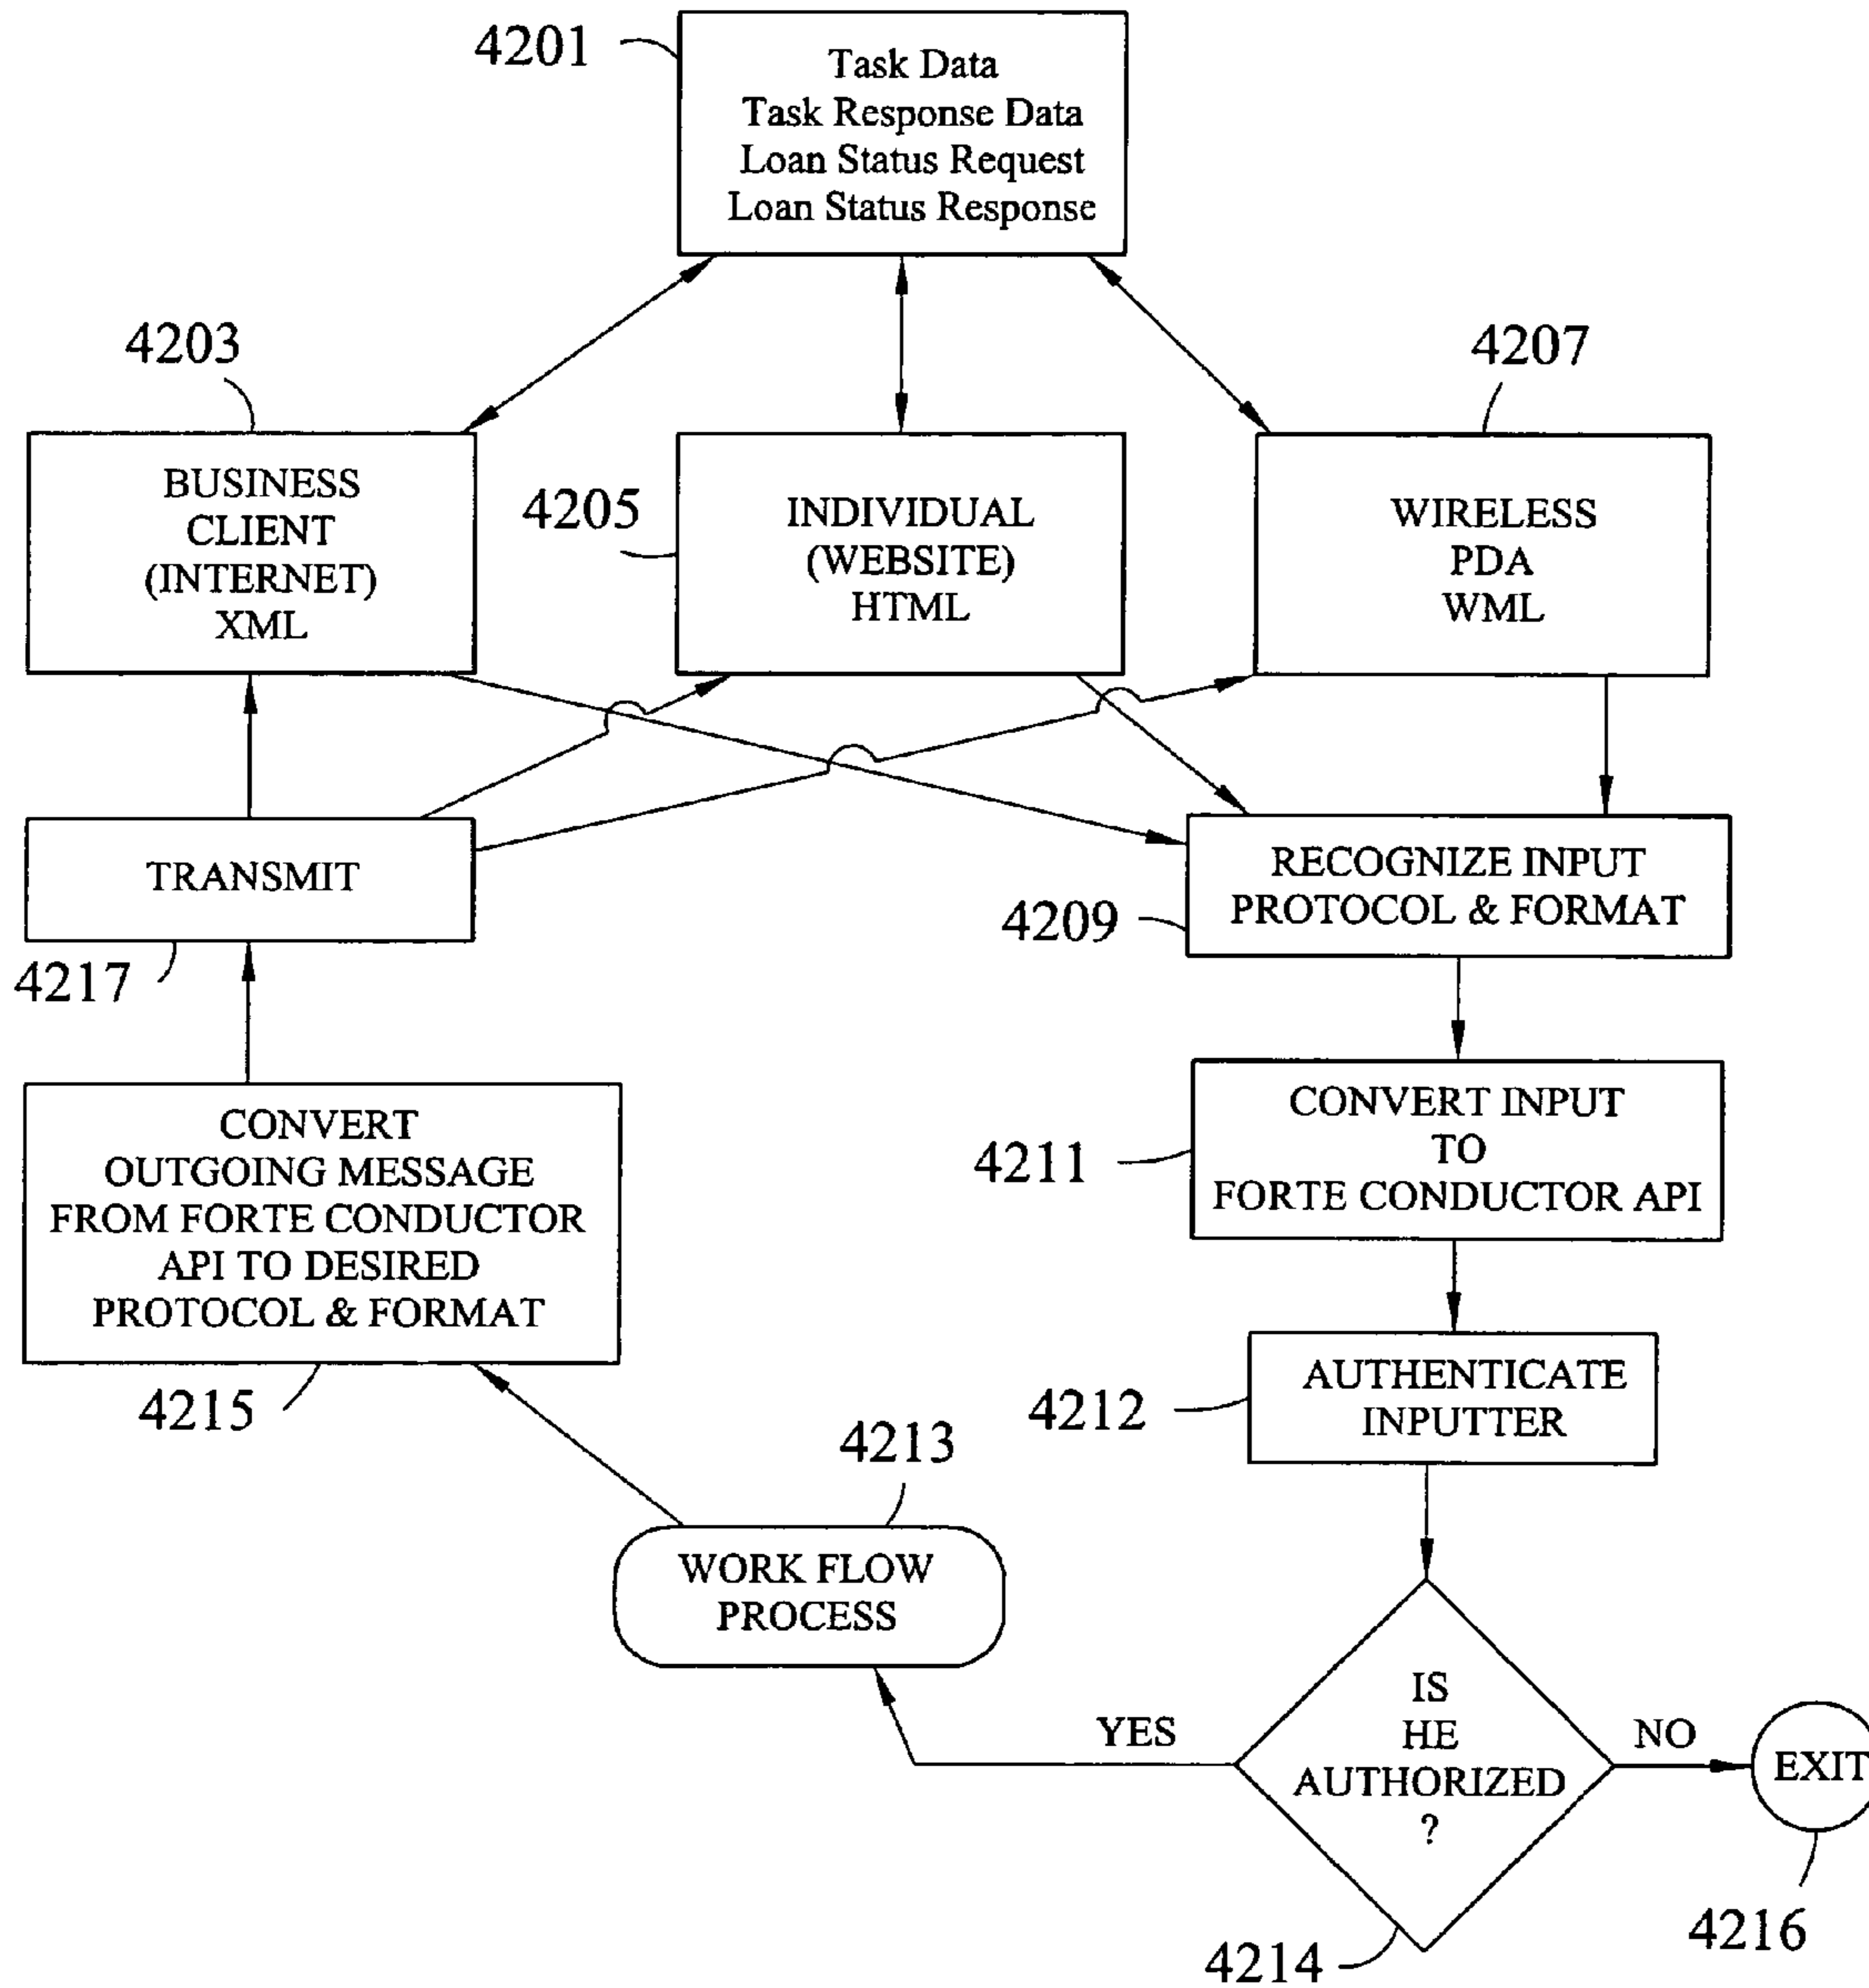 4201
Task Data
Task Response Data
Loan Status Request
Loan Status Response
4203
4207
BUSINESS
CLIENT
(INTERNET)
XML
4205
INDIVIDUAL
(WEBSITE)
HTML
WIRELESS
PDA
WML
TRANSMIT
4217
RECOGNIZE INPUT
PROTOCOL & FORMAT
4209
CONVERT
OUTGOING MESSAGE
FROM FORTE CONDUCTOR
API TO DESIRED
PROTOCOL & FORMAT
4215
4211
CONVERT INPUT
TO
FORTE CONDUCTOR API
4212
AUTHENTICATE
INPUTTER
4213
WORK FLOW
PROCESS
YES
IS
HE
AUTHORIZED
?
NO
EXIT
4214
4216